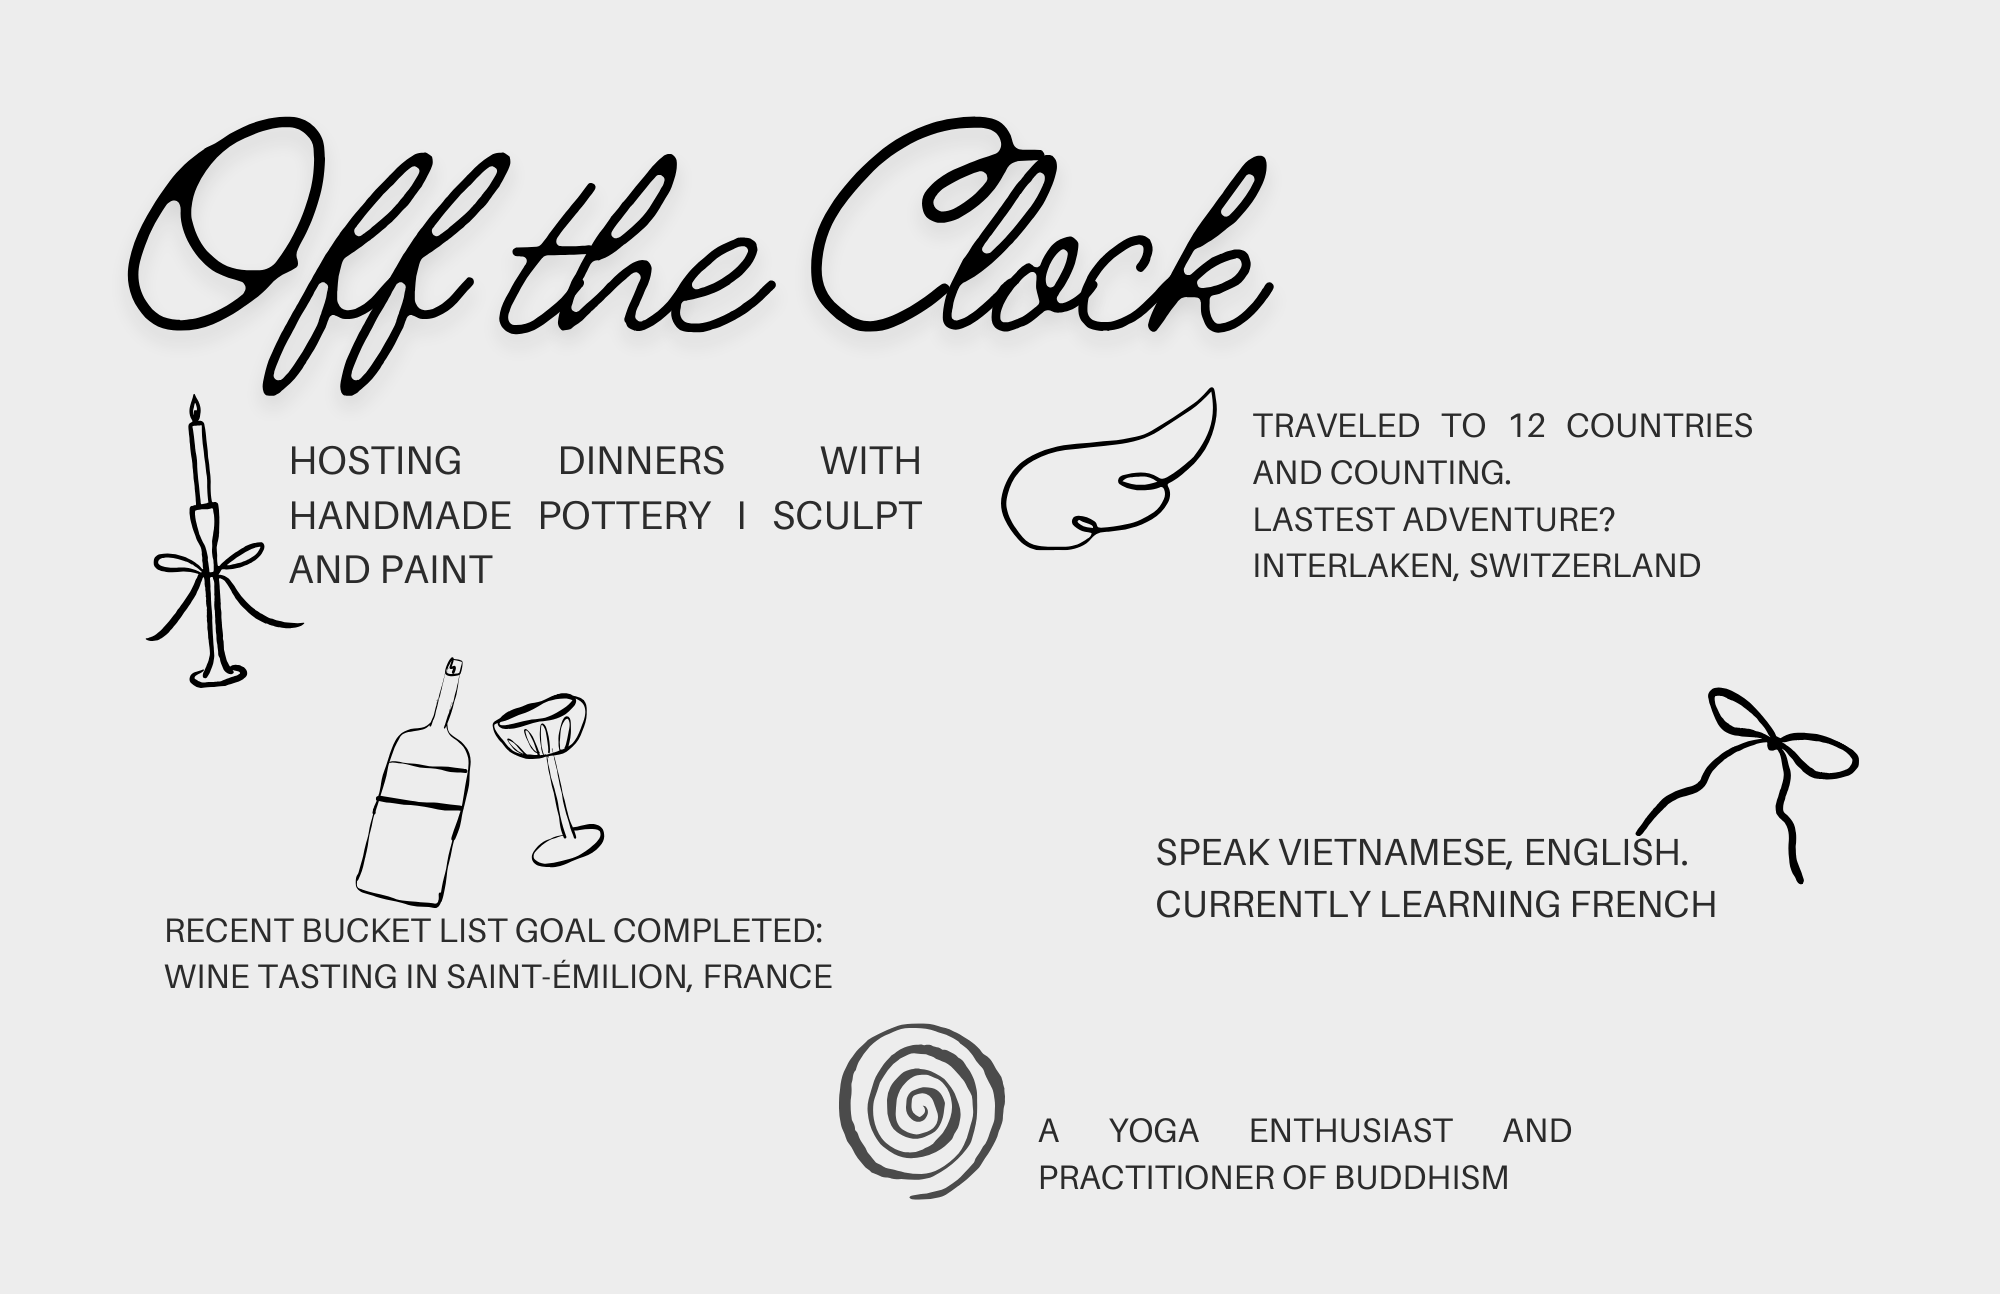 Off the Clock
HOSTING DINNERS WITH
HANDMADE POTTERY I SCULPT
AND PAINT
TRAVELED TO 12 COUNTRIES
AND COUNTING.
LASTEST ADVENTURE?
INTERLAKEN, SWITZERLAND
SPEAK VIETNAMESE, ENGLISH.
CURRENTLY LEARNING FRENCH
RECENT BUCKET LIST GOAL COMPLETED:
WINE TASTING IN SAINT-ÉMILION, FRANCE
A YOGA ENTHUSIAST AND
PRACTITIONER OF BUDDHISM